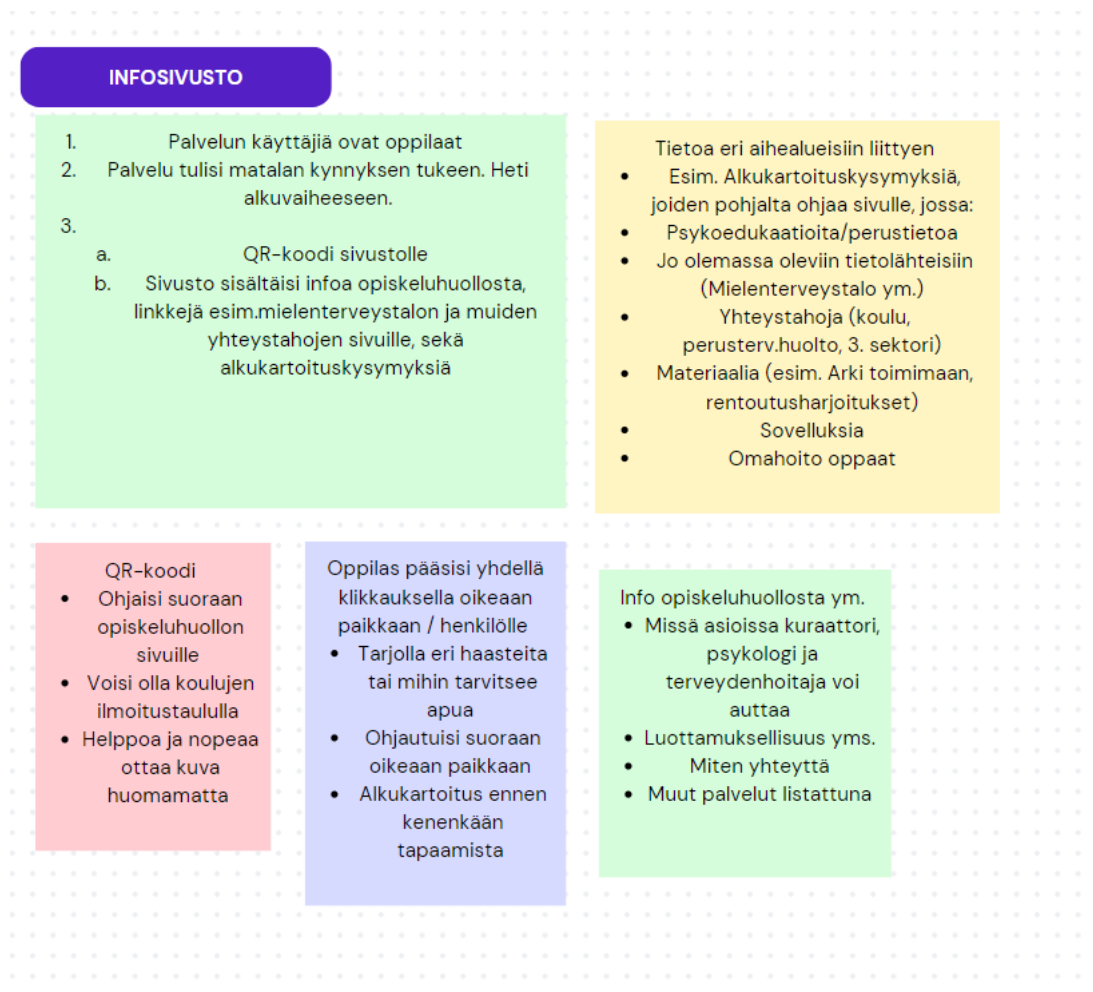 INFOSIVUSTO
1. Palvelun käyttäjiä ovat oppilaat
2. Palvelu tulisi matalan kynnyksen tukeen. Heti
alkuvaiheeseen.
3.
a. QR-koodi sivustolle
b. Sivusto sisältäisi infoa opiskeluhuollosta,
linkkejä esim.mielenterveystalon ja muiden
yhteystahojen sivuille, sekä
alkukartoituskysymyksiä
Tietoa eri aihealueisiin liittyen
• Esim. Alkukartoituskysymyksiä,
joiden pohjalta ohjaa sivulle, jossa:
• Psykoedukaatioita/perustietoa
• Jo olemassa oleviin tietolähteisiin
(Mielenterveystalo ym.)
• Yhteystahoja (koulu,
perusterv.huolto, 3. sektori)
• Materiaalia (esim. Arki toimimaan,
rentoutusharjoitukset)
• Sovelluksia
• Omahoito oppaat
QR-koodi
• Ohjaisi suoraan
opiskeluhuollon
sivuille
• Voisi olla koulujen
ilmoitustaululla
• Helppoa ja nopeaa
ottaa kuva
huomamatta
Oppilas pääsisi yhdellä
klikkauksella oikeaan
paikkaan / henkilölle
• Tarjolla eri haasteita
tai mihin tarvitsee
apua
• Ohjautuisi suoraan
oikeaan paikkaan
• Alkukartoitus ennen
kenenkään
tapaamista
Info opiskeluhuollosta ym.
• Missä asioissa kuraattori,
psykologi ja
terveydenhoitaja voi
auttaa
• Luottamuksellisuus yms.
• Miten yhteyttä
• Muut palvelut listattuna